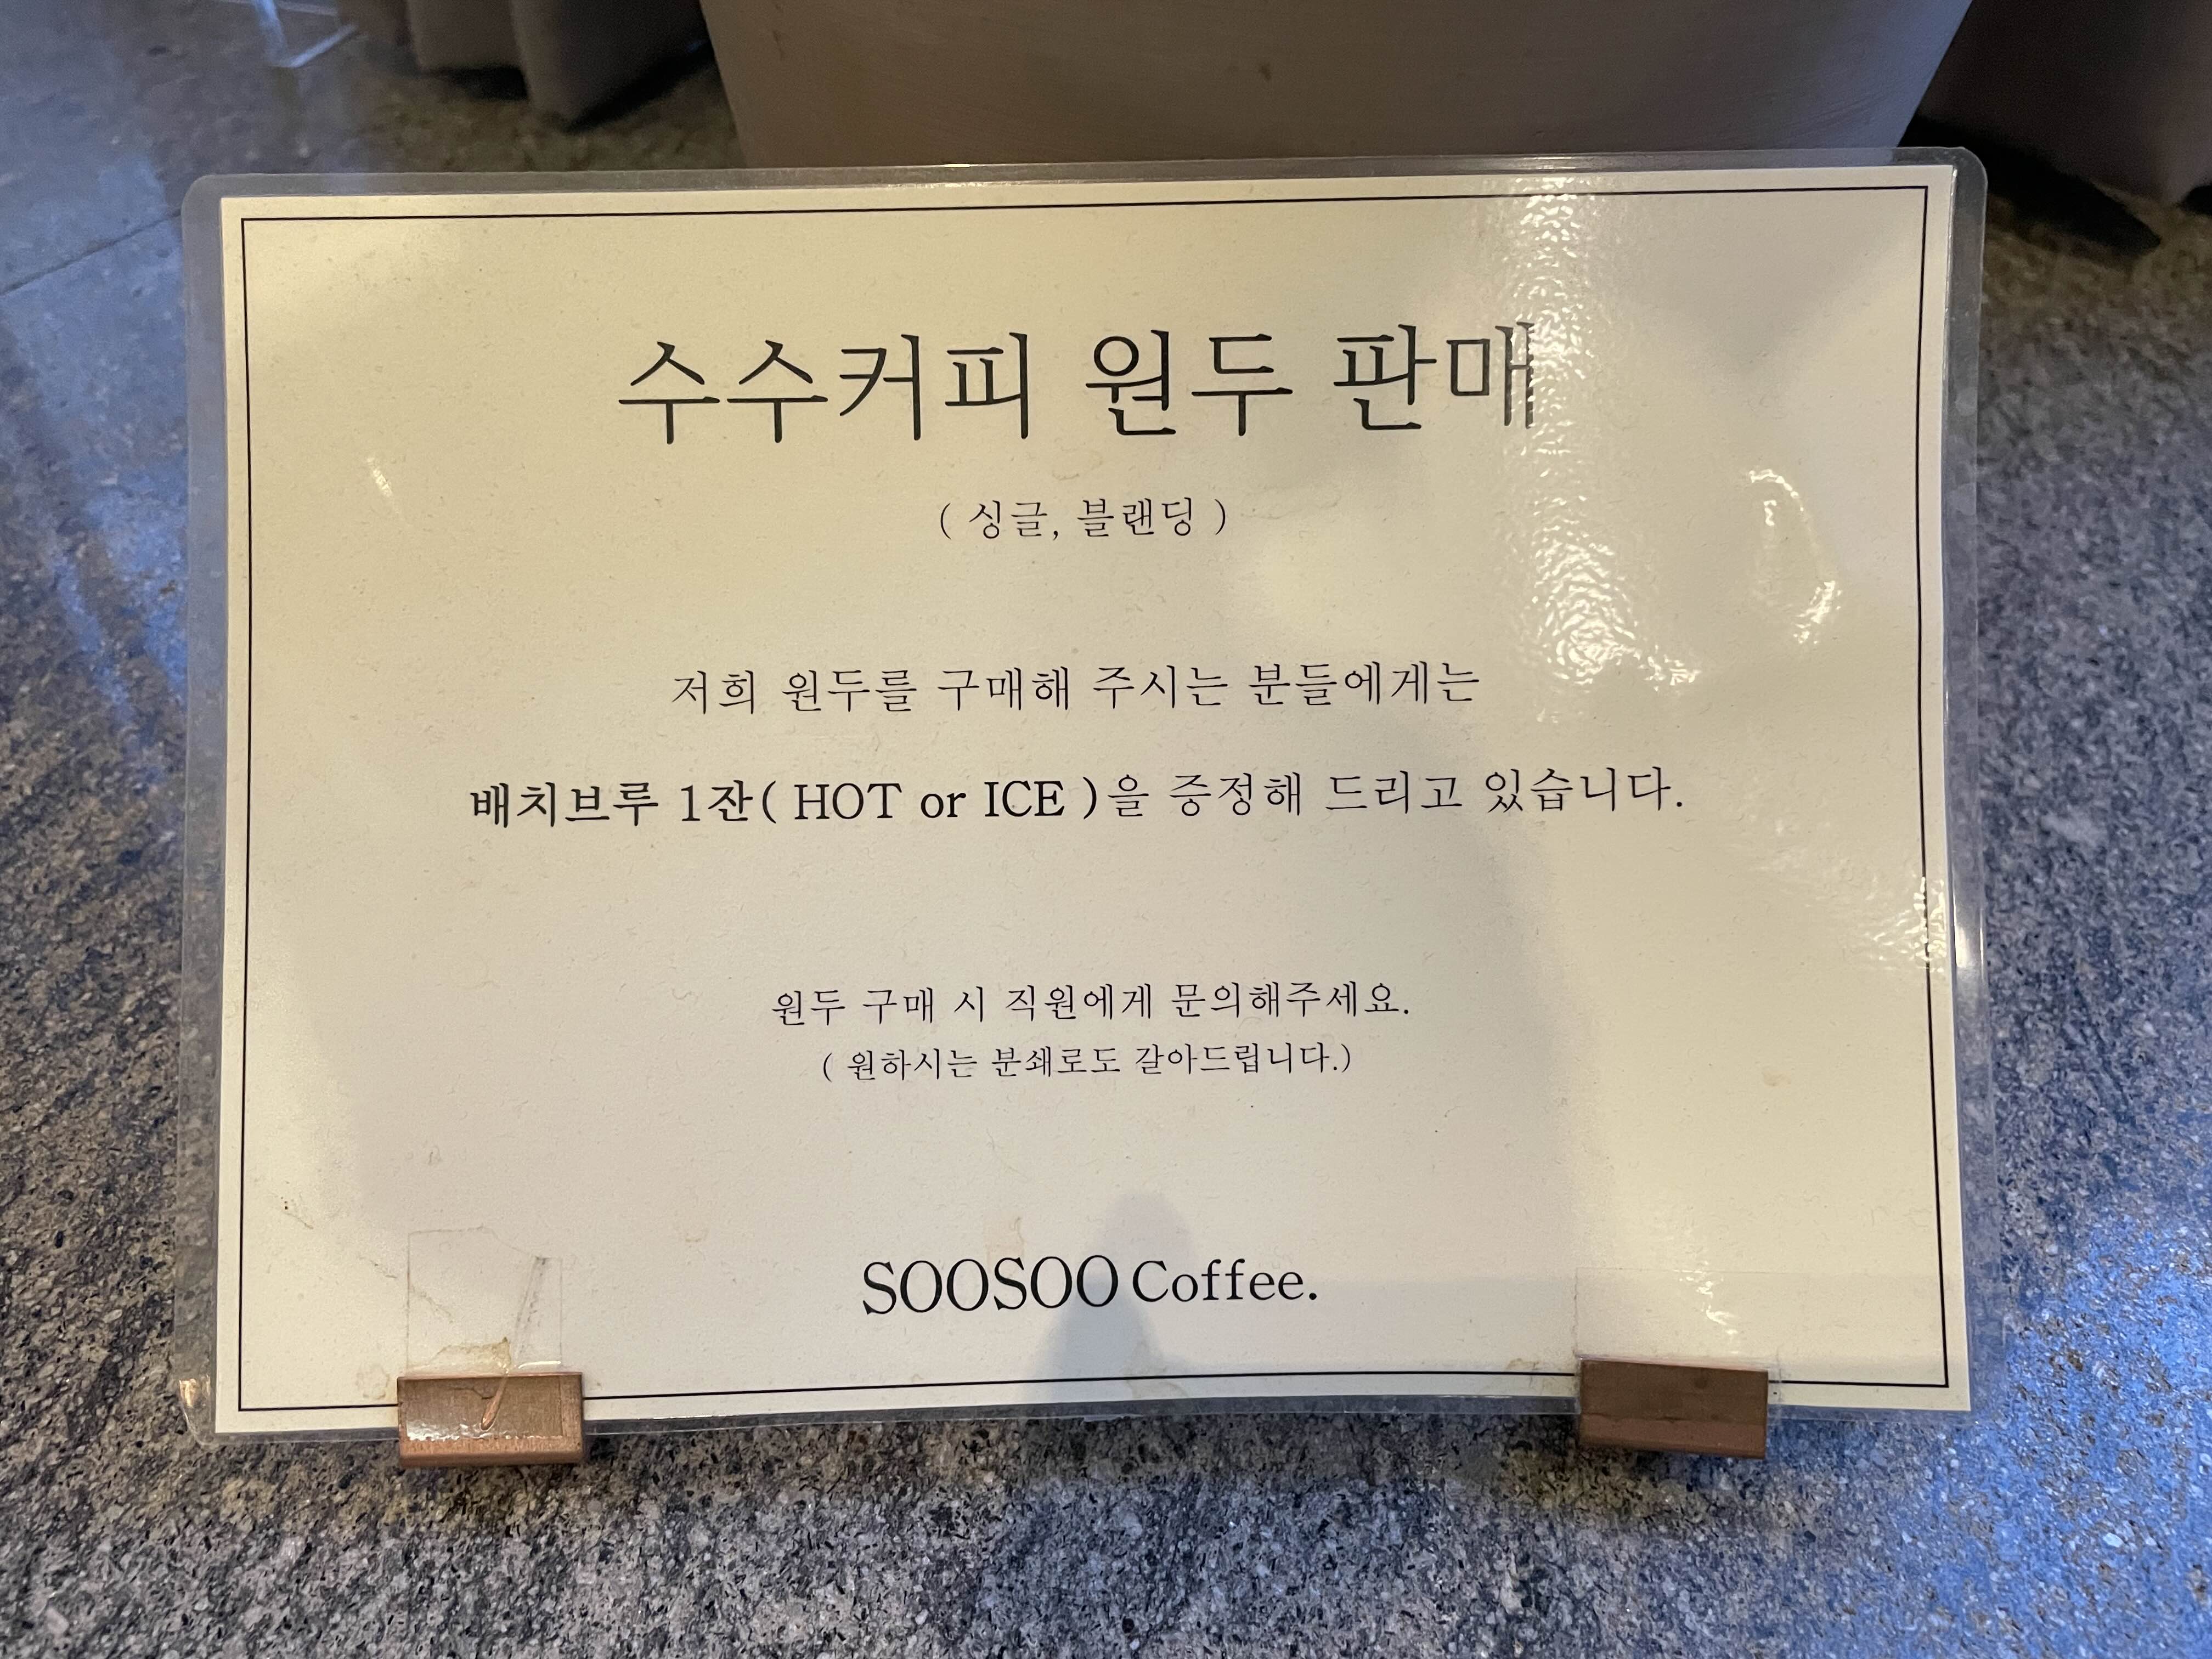 수수커피 원두 판매
( 싱글, 블랜딩 )
저희 원두를 구매해 주시는 분들에게는
배치브루 1잔( HOT or ICE )을 증정해 드리고 있습니다.
원두 구매 시 직원에게 문의해주세요.
( 원하시는 분쇄로도 갈아드립니다.)
SOOSOO Coffee.